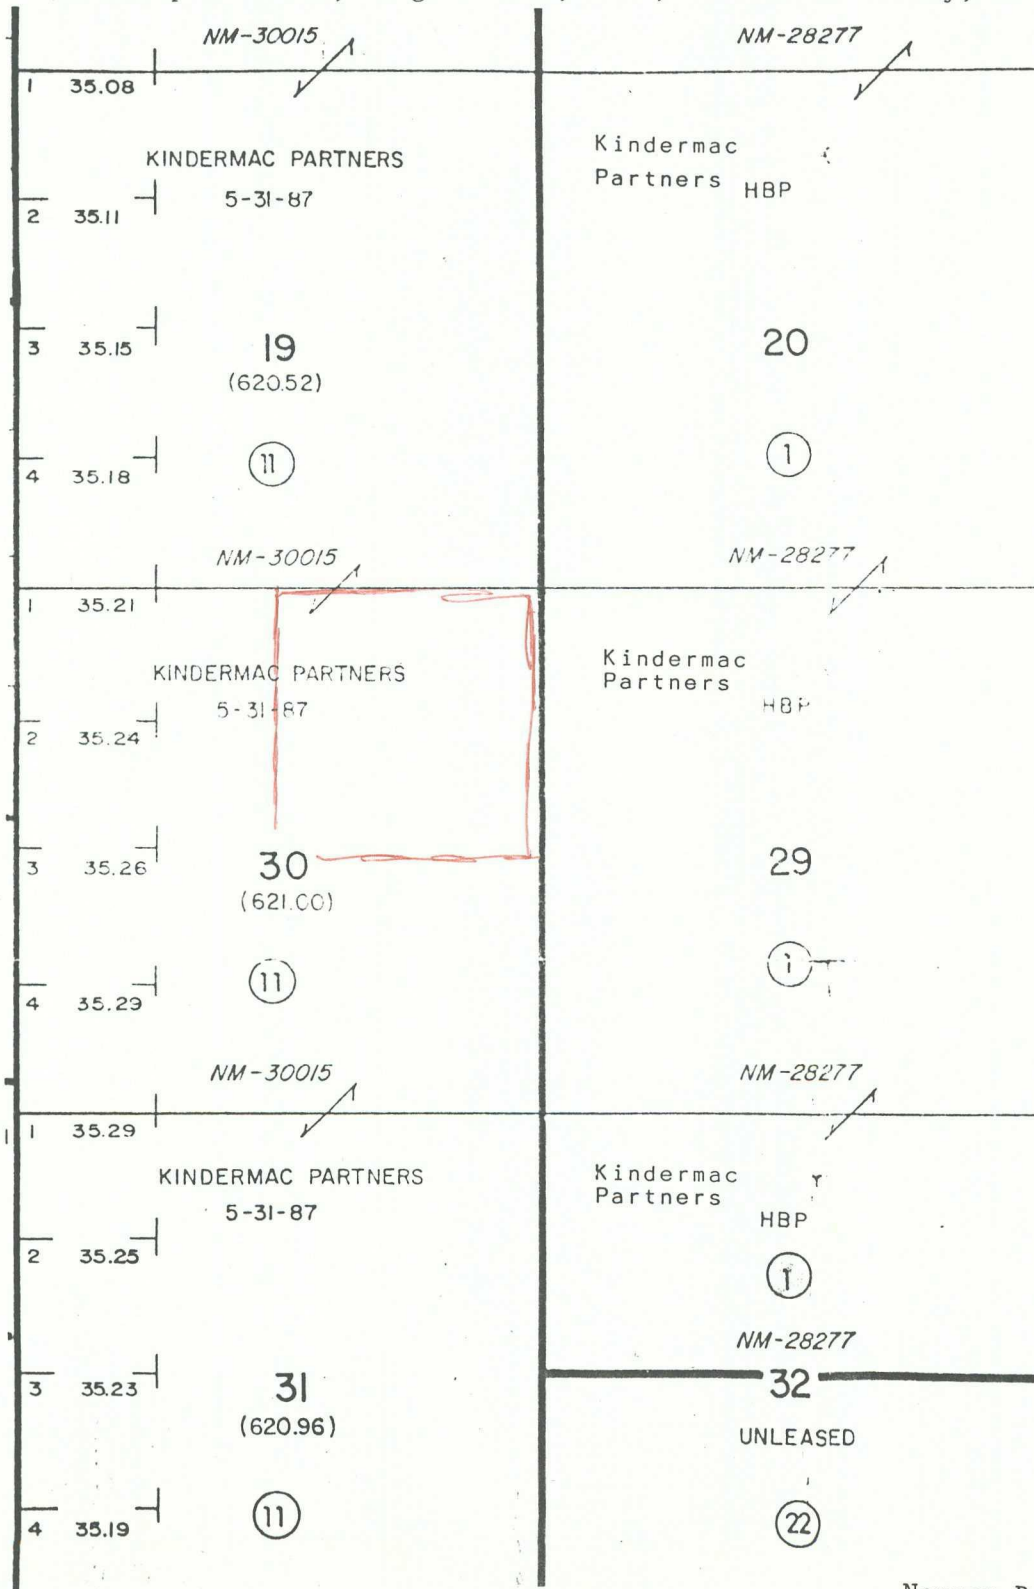 NM-30015 NM-28277
1 35.08
KINDERMAC PARTNERS
5-31-87
Kindermac
Partners HBP
2 35.11
3 35.15
19
(620.52)
20
4 35.18
11
1
NM-30015 NM-28277
1 35.21
KINDERMAC PARTNERS
5-31-87
Kindermac
Partners
HBP
2 35.24
3 35.26
30
(621.00)
29
4 35.29
11
1
NM-30015 NM-28277
1 35.29
KINDERMAC PARTNERS
5-31-87
Kindermac
Partners
HBP
2 35.25
1
NM-28277
3 35.23
31
(620.96)
32
UNLEASED
4 35.19
11
22